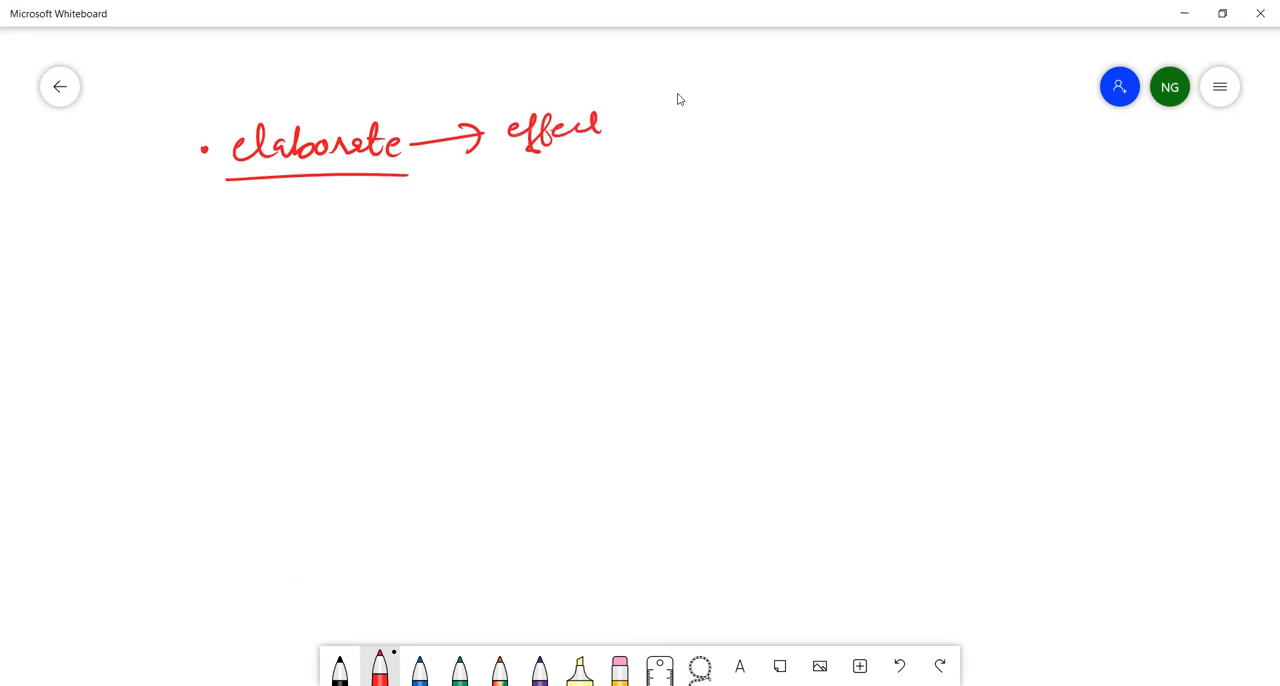 Microsoft Whiteboard
NG
• elaborate → effect
A